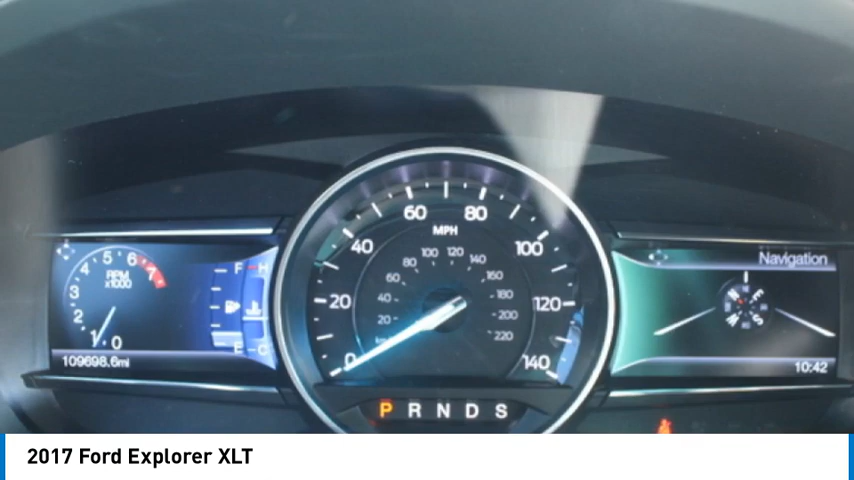 60 80
MPH
40 100
100 120
80 140
60 160
20 40 180 120
20 200
220
0 140
P R N D S
5 6
4 7
RPM
x1000
3
2
1 0
F H
E C
109698.6mi
Navigation
N E
W S
10:42
2017 Ford Explorer XLT